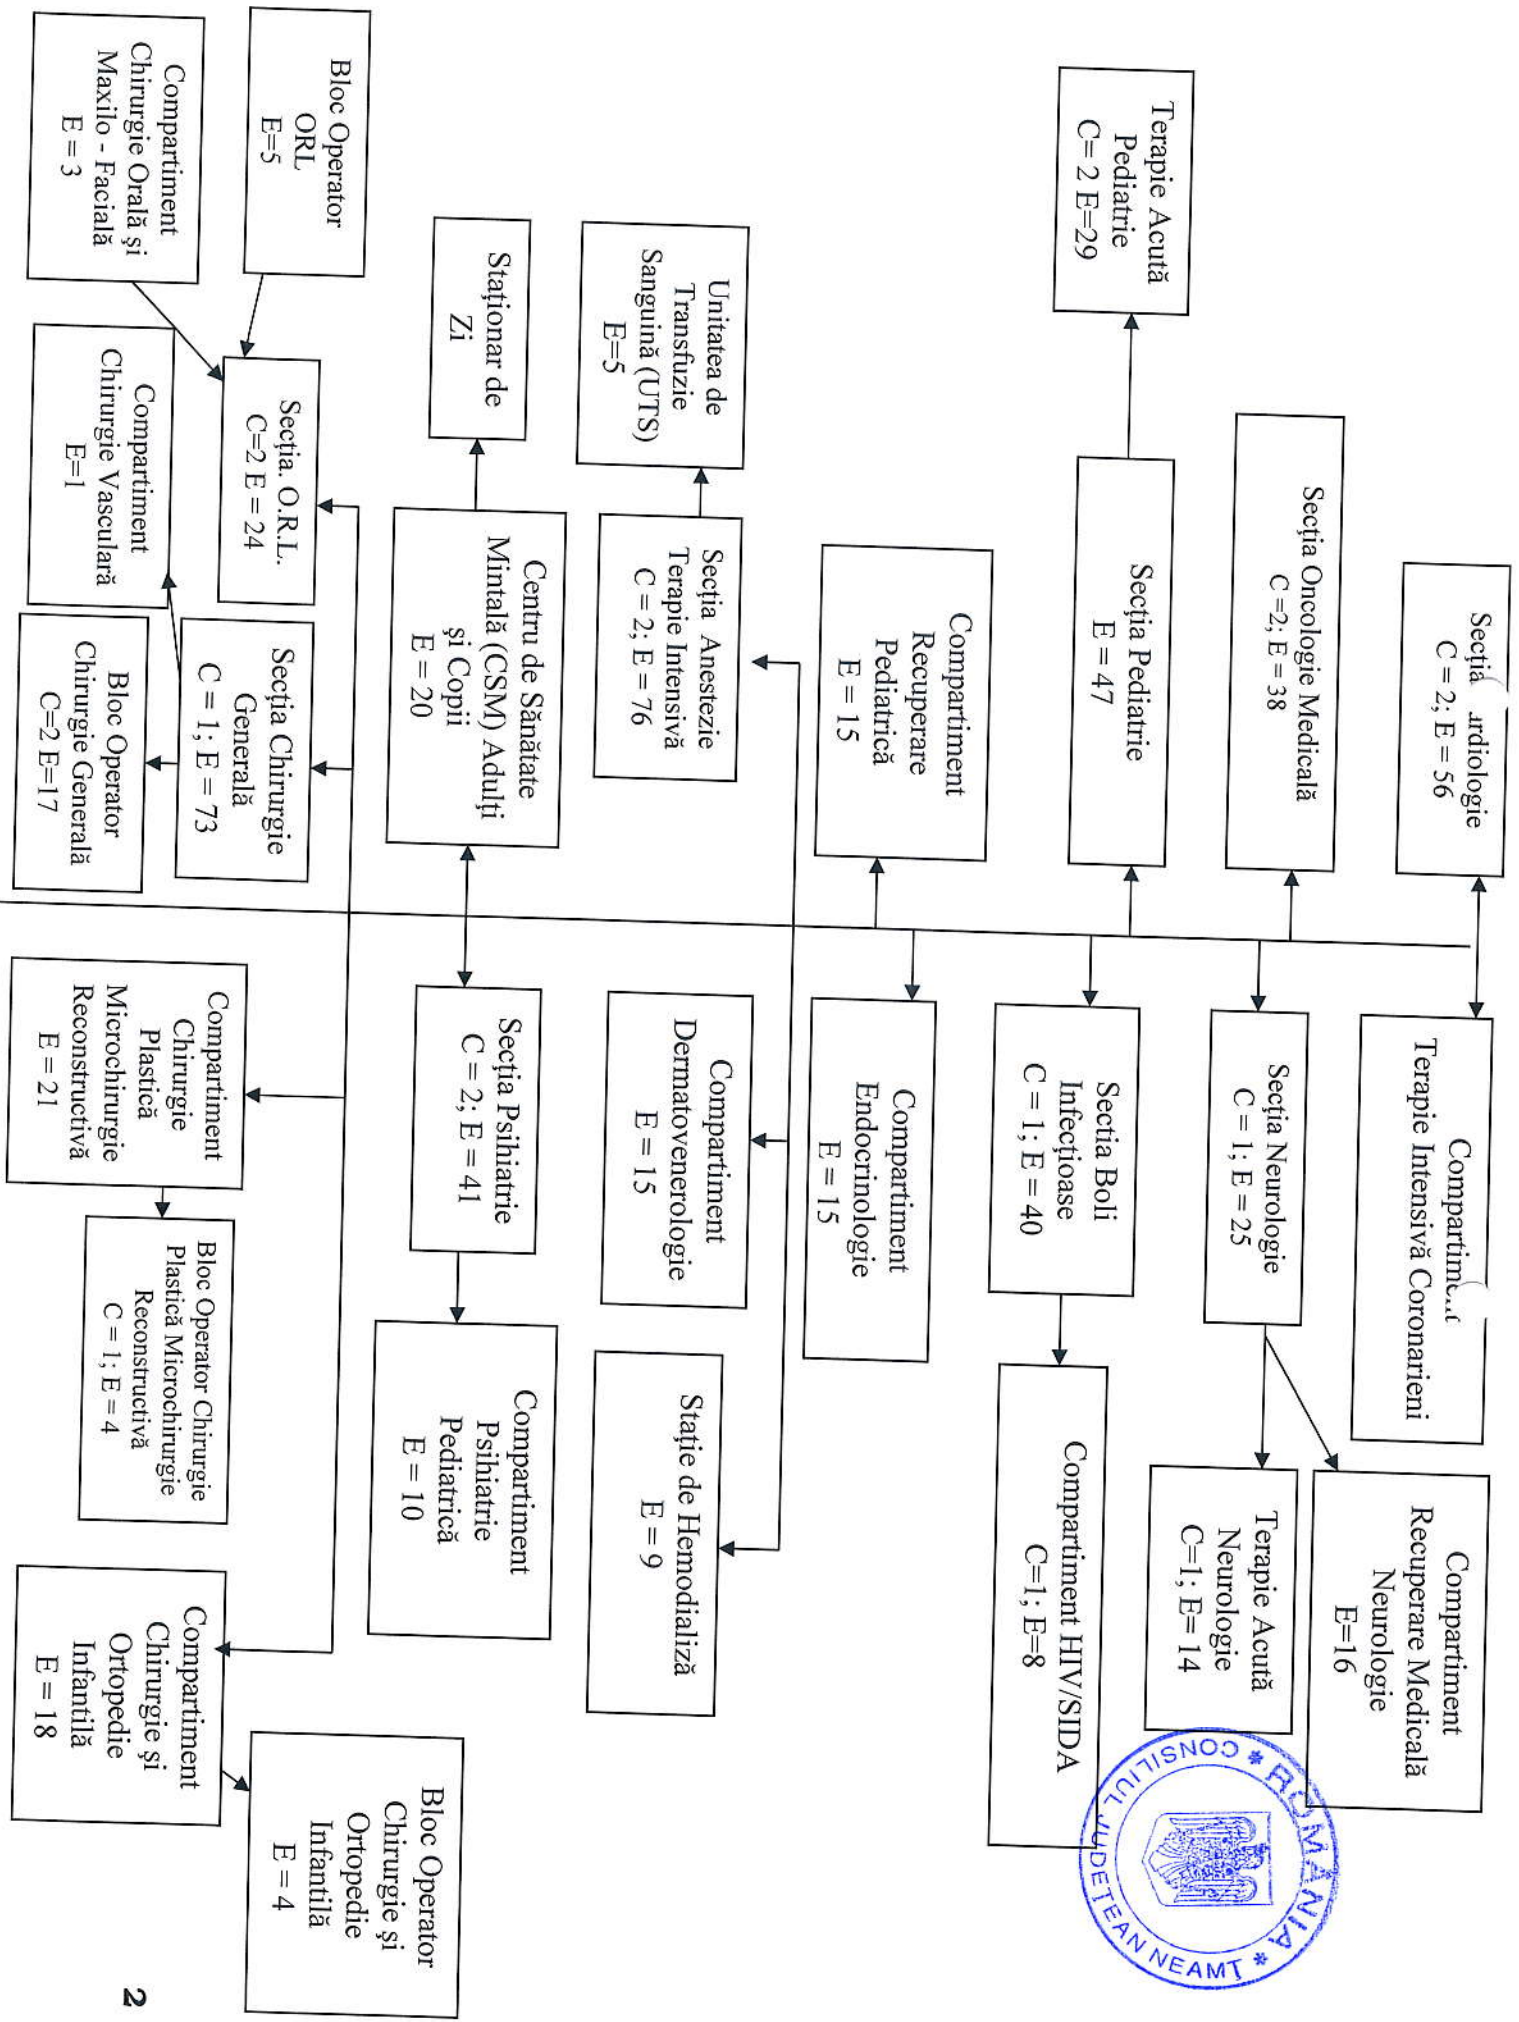 Secția ardiologie
C = 2; E = 56
Compartiment
Terapie Intensivă Coronarieni
Compartiment
Recuperare Medicală
Neurologie
E=16
Secția Oncologie Medicală
C =2; E = 38
Secția Neurologie
C = 1; E = 25
Terapie Acută
Neurologie
C=1; E=14
Terapie Acută
Pediatrie
C= 2 E=29
Secția Pediatrie
E = 47
Sectia Boli
Infecțioase
C = 1; E = 40
Compartiment HIV/SIDA
C=1; E=8
ROMÂNIA * CONSILIUL JUDEȚEAN NEAMȚ *
Compartiment
Recuperare
Pediatrică
E = 15
Compartiment
Endocrinologie
E = 15
Unitatea de
Transfuzie
Sanguină (UTS)
E=5
Secția Anestezie
Terapie Intensivă
C = 2; E = 76
Compartiment
Dermatovenerologie
E = 15
Stație de Hemodializă
E = 9
Staționar de
Zi
Centru de Sănătate
Mintală (CSM) Adulți
și Copii
E = 20
Secția Psihiatrie
C = 2; E = 41
Compartiment
Psihiatrie
Pediatrică
E = 10
Bloc Operator
ORL
E=5
Secția. O.R.L.
C=2 E = 24
Secția Chirurgie
Generală
C = 1; E = 73
Bloc Operator
Chirurgie și
Ortopedie
Infantilă
E = 4
Compartiment
Chirurgie Orală și
Maxilo - Facială
E = 3
Compartiment
Chirurgie Vasculară
E=1
Bloc Operator
Chirurgie Generală
C=2 E=17
Compartiment
Chirurgie
Plastică
Microchirurgie
Reconstructivă
E = 21
Bloc Operator Chirurgie
Plastică Microchirurgie
Reconstructivă
C = 1; E = 4
Compartiment
Chirurgie și
Ortopedie
Infantilă
E = 18
2